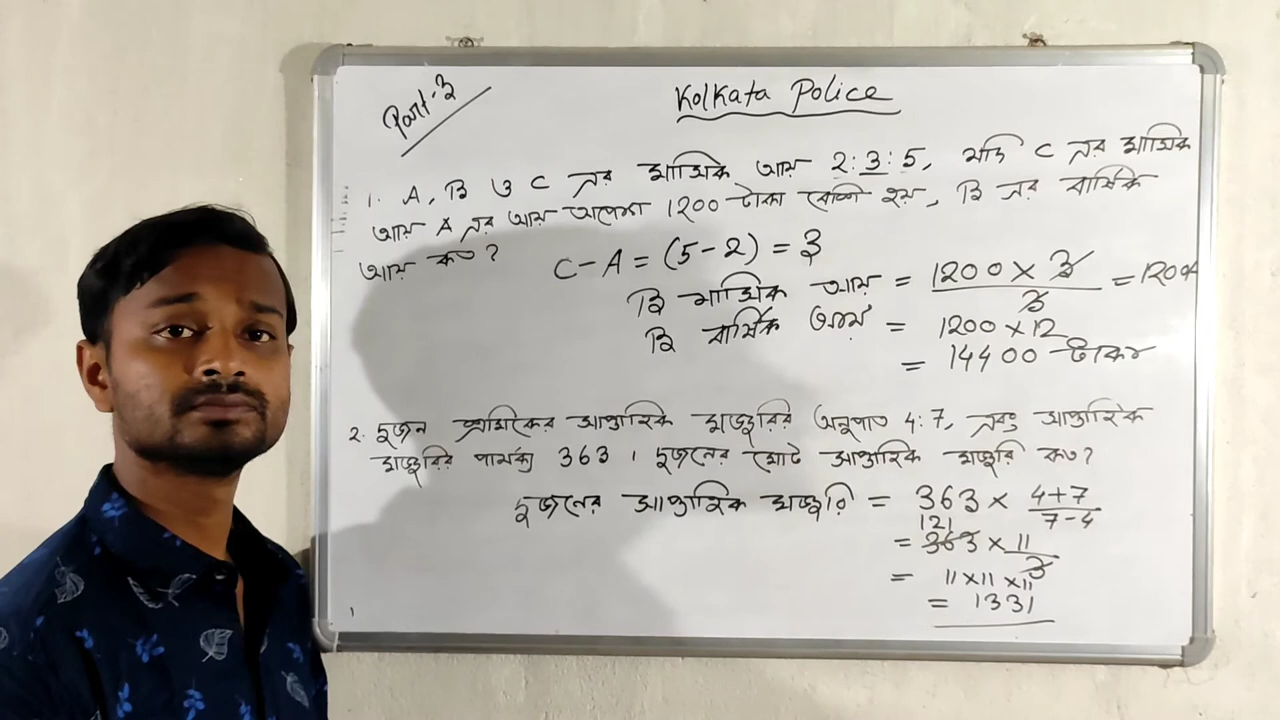 Part-3
Kolkata Police
1. A, B ও C এর মাসিক আয় 2:3:5, যদি C এর মাসিক
আয় A এর আয় অপেক্ষা 1200 টাকা বেশী হয়, B এর বার্ষিক
আয় কত?
C-A = (5-2) = 3
B মাসিক আয় = 1200 × 3 / 3 = 1200
B বার্ষিক আয় = 1200 × 12
= 14400 টাকা
2. দুজন শ্রমিকের সাপ্তাহিক মজুরির অনুপাত 4:7, এবং সাপ্তাহিক
মজুরির পার্থক্য 363। দুজনের মোট সাপ্তাহিক মজুরি কত?
দুজনের সাপ্তাহিক মজুরি = 363 × 4+7 / 7-4
121
= 363 × 11 / 3
= 11×11×11
= 1331